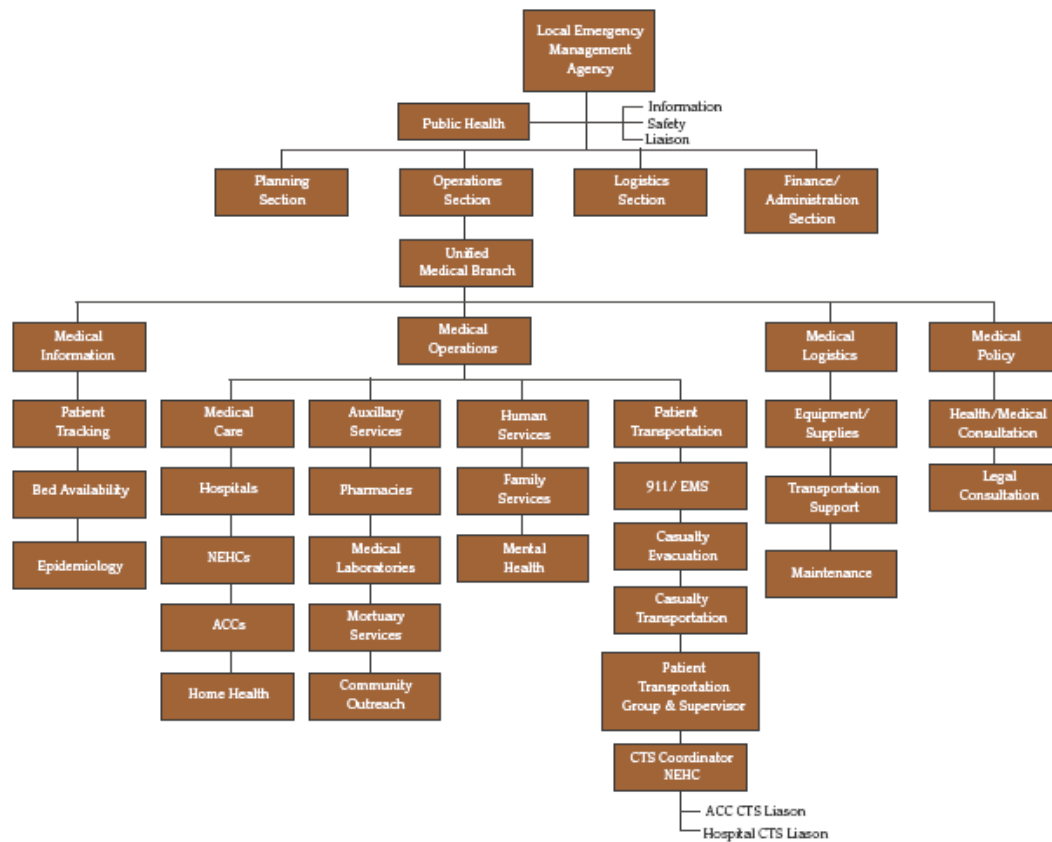 Local Emergency
Management
Agency
Public Health
Information
Safety
Liaison
Planning
Section
Operations
Section
Logistics
Section
Finance/
Administration
Section
Unified
Medical Branch
Medical
Information
Medical
Operations
Medical
Logistics
Medical
Policy
Patient
Tracking
Medical
Care
Auxillary
Services
Human
Services
Patient
Transportation
Equipment/
Supplies
Health/Medical
Consultation
Bed Availability
Hospitals
Pharmacies
Family
Services
911/ EMS
Transportation
Support
Legal
Consultation
Epidemiology
NEHCs
Medical
Laboratories
Mental
Health
Casualty
Evacuation
Maintenance
ACCs
Mortuary
Services
Casualty
Transportation
Home Health
Community
Outreach
Patient
Transportation
Group & Supervisor
CTS Coordinator
NEHC
ACC CTS Liason
Hospital CTS Liason